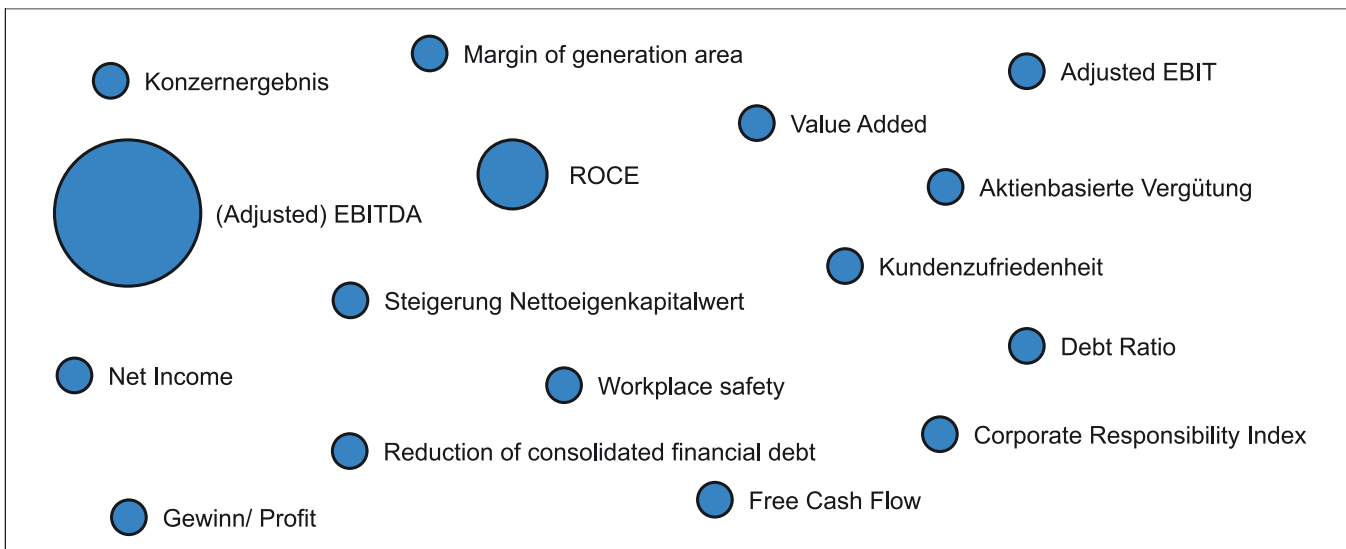 Margin of generation area
Konzernergebnis
Adjusted EBIT
Value Added
ROCE
Aktienbasierte Vergütung
(Adjusted) EBITDA
Kundenzufriedenheit
Steigerung Nettoeigenkapitalwert
Debt Ratio
Net Income
Workplace safety
Corporate Responsibility Index
Reduction of consolidated financial debt
Free Cash Flow
Gewinn/ Profit